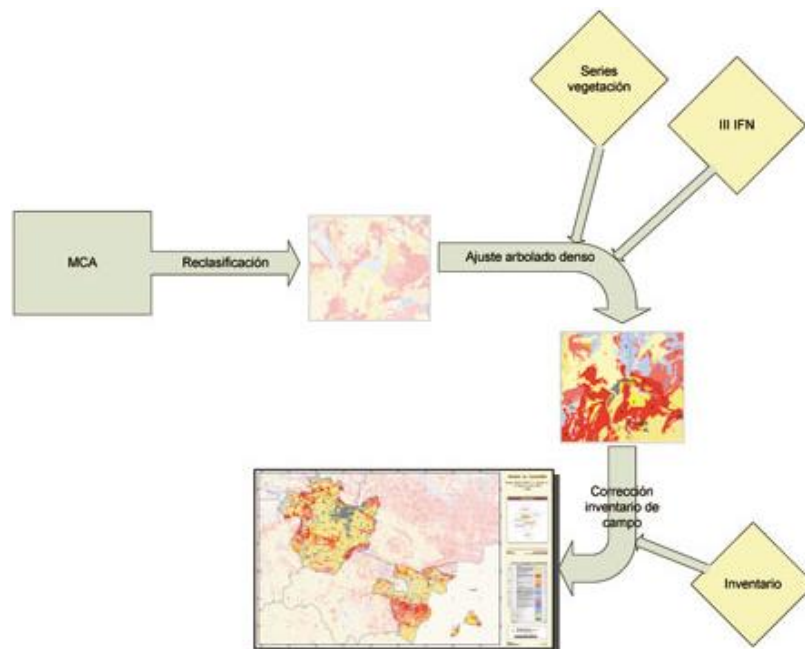 Series
vegetación
III IFN
MCA
Reclasificación
Ajuste arbolado denso
Corrección
inventario de
campo
Inventario